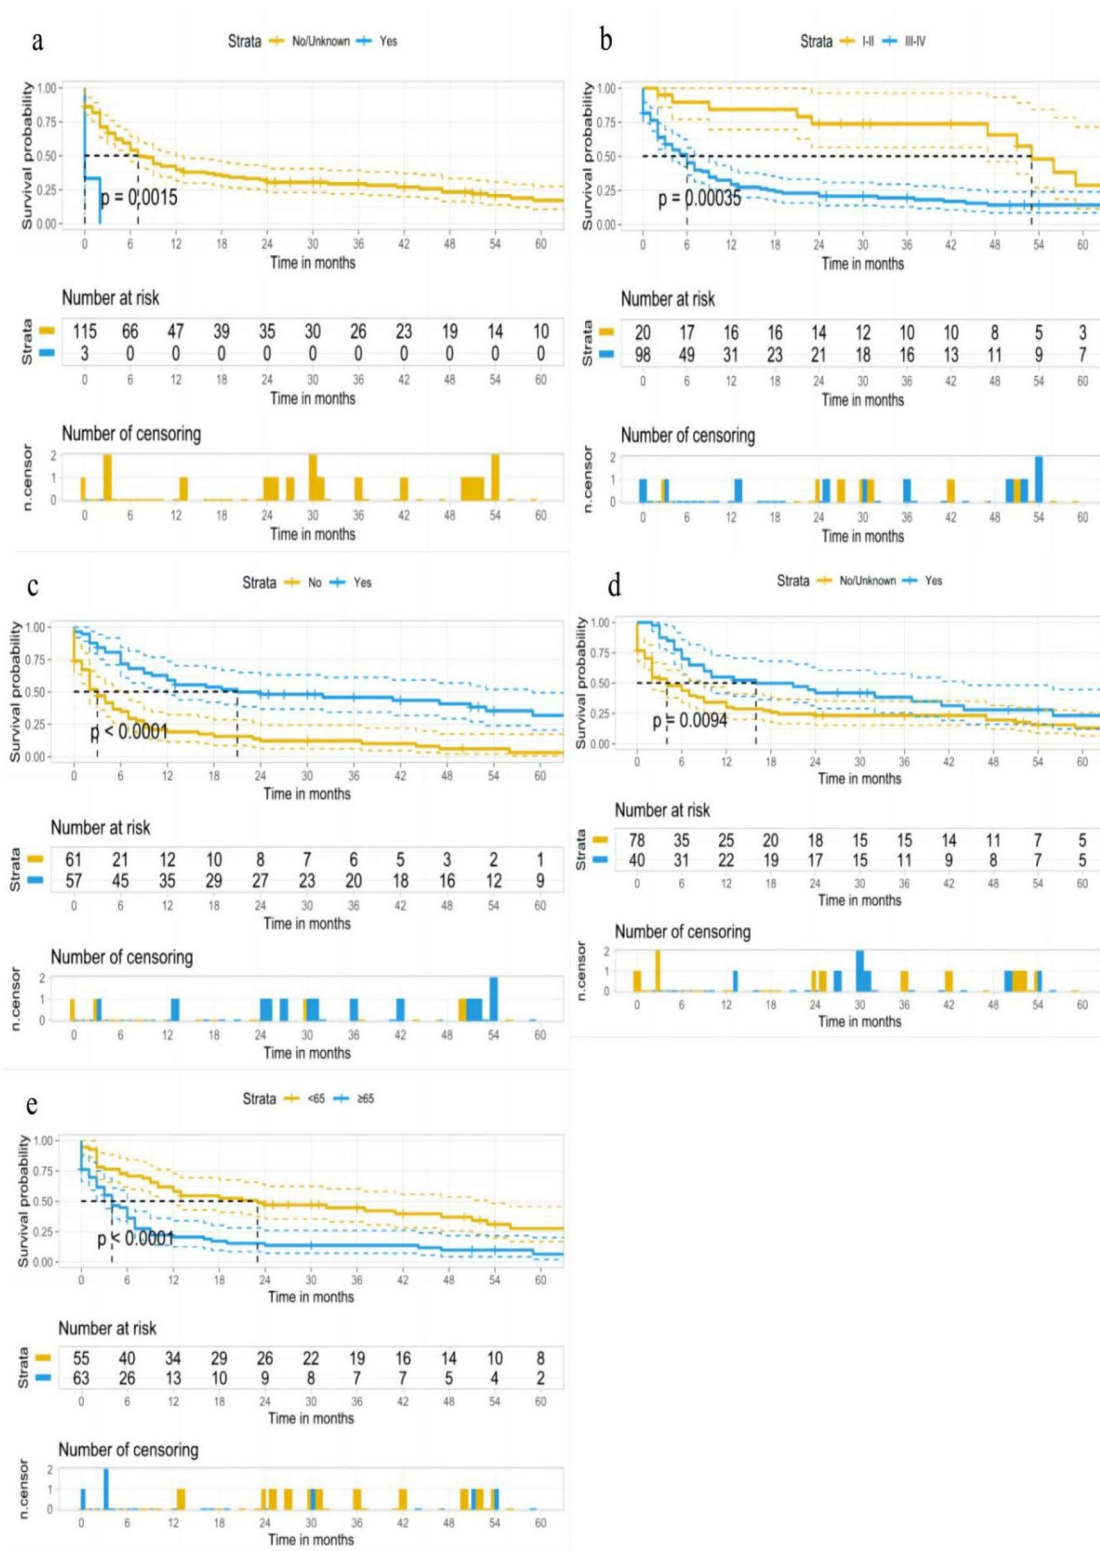 a
Strata No/Unknown Yes
Survival probability
1.00
0.75
0.50
0.25
0.00
p = 0.0015
0 6 12 18 24 30 36 42 48 54 60
Time in months
Number at risk
Strata
115 66 47 39 35 30 26 23 19 14 10
3 0 0 0 0 0 0 0 0 0 0
0 6 12 18 24 30 36 42 48 54 60
Time in months
Number of censoring
n.censor
2
1
0
0 6 12 18 24 30 36 42 48 54 60
Time in months
b
Strata I-II III-IV
Survival probability
1.00
0.75
0.50
0.25
0.00
p = 0.00035
0 6 12 18 24 30 36 42 48 54 60
Time in months
Number at risk
Strata
20 17 16 16 14 12 10 10 8 5 3
98 49 31 23 21 18 16 13 11 9 7
0 6 12 18 24 30 36 42 48 54 60
Time in months
Number of censoring
n.censor
2
1
0
0 6 12 18 24 30 36 42 48 54 60
Time in months
c
Strata No Yes
Survival probability
1.00
0.75
0.50
0.25
0.00
p < 0.0001
0 6 12 18 24 30 36 42 48 54 60
Time in months
Number at risk
Strata
61 21 12 10 8 7 6 5 3 2 1
57 45 35 29 27 23 20 18 16 12 9
0 6 12 18 24 30 36 42 48 54 60
Time in months
Number of censoring
n.censor
2
1
0
0 6 12 18 24 30 36 42 48 54 60
Time in months
d
Strata No/Unknown Yes
Survival probability
1.00
0.75
0.50
0.25
0.00
p = 0.0094
0 6 12 18 24 30 36 42 48 54 60
Time in months
Number at risk
Strata
78 35 25 20 18 15 15 14 11 7 5
40 31 22 19 17 15 11 9 8 7 5
0 6 12 18 24 30 36 42 48 54 60
Time in months
Number of censoring
n.censor
2
1
0
0 6 12 18 24 30 36 42 48 54 60
Time in months
e
Strata <65 ≥65
Survival probability
1.00
0.75
0.50
0.25
0.00
p < 0.0001
0 6 12 18 24 30 36 42 48 54 60
Time in months
Number at risk
Strata
55 40 34 29 26 22 19 16 14 10 8
63 26 13 10 9 8 7 7 5 4 2
0 6 12 18 24 30 36 42 48 54 60
Time in months
Number of censoring
n.censor
2
1
0
0 6 12 18 24 30 36 42 48 54 60
Time in months